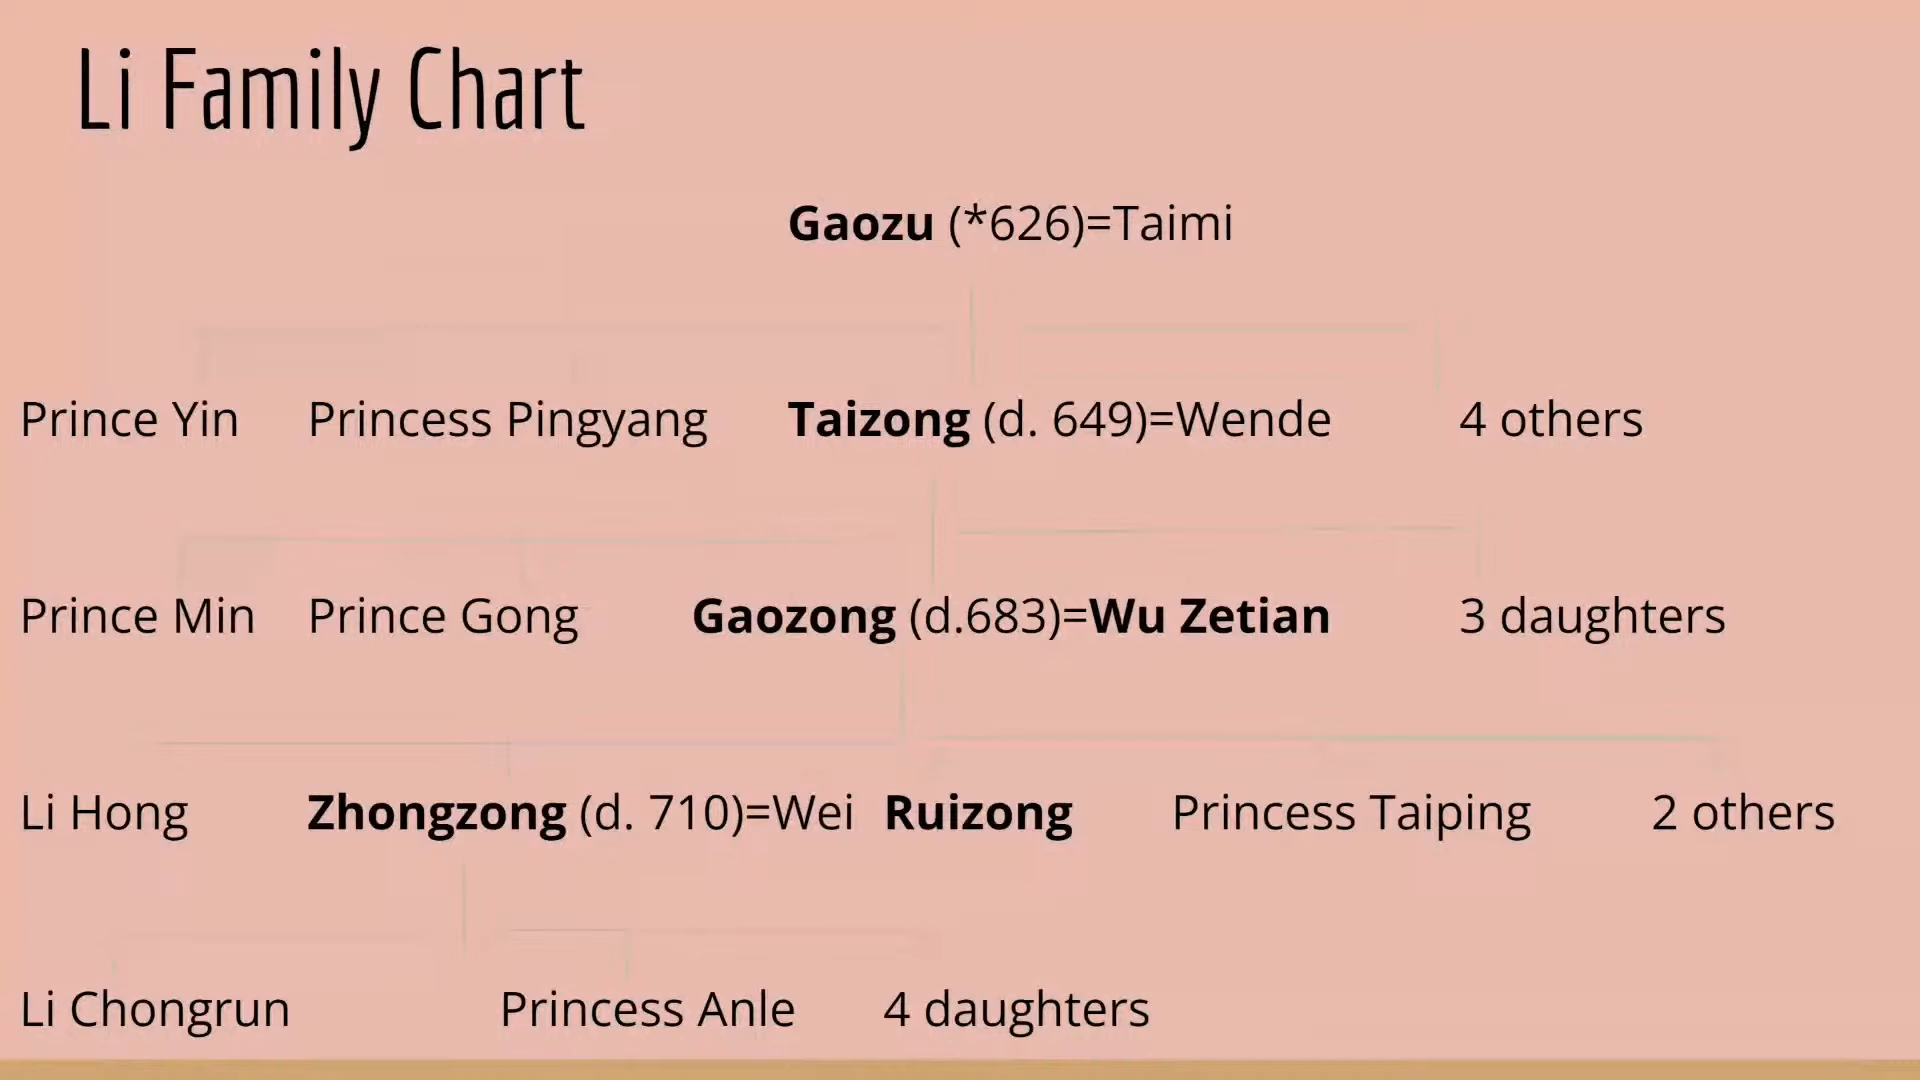 Li Family Chart
Gaozu (*626)=Taimi
Prince Yin Princess Pingyang Taizong (d. 649)=Wende 4 others
Prince Min Prince Gong Gaozong (d.683)=Wu Zetian 3 daughters
Li Hong Zhongzong (d. 710)=Wei Ruizong Princess Taiping 2 others
Li Chongrun Princess Anle 4 daughters